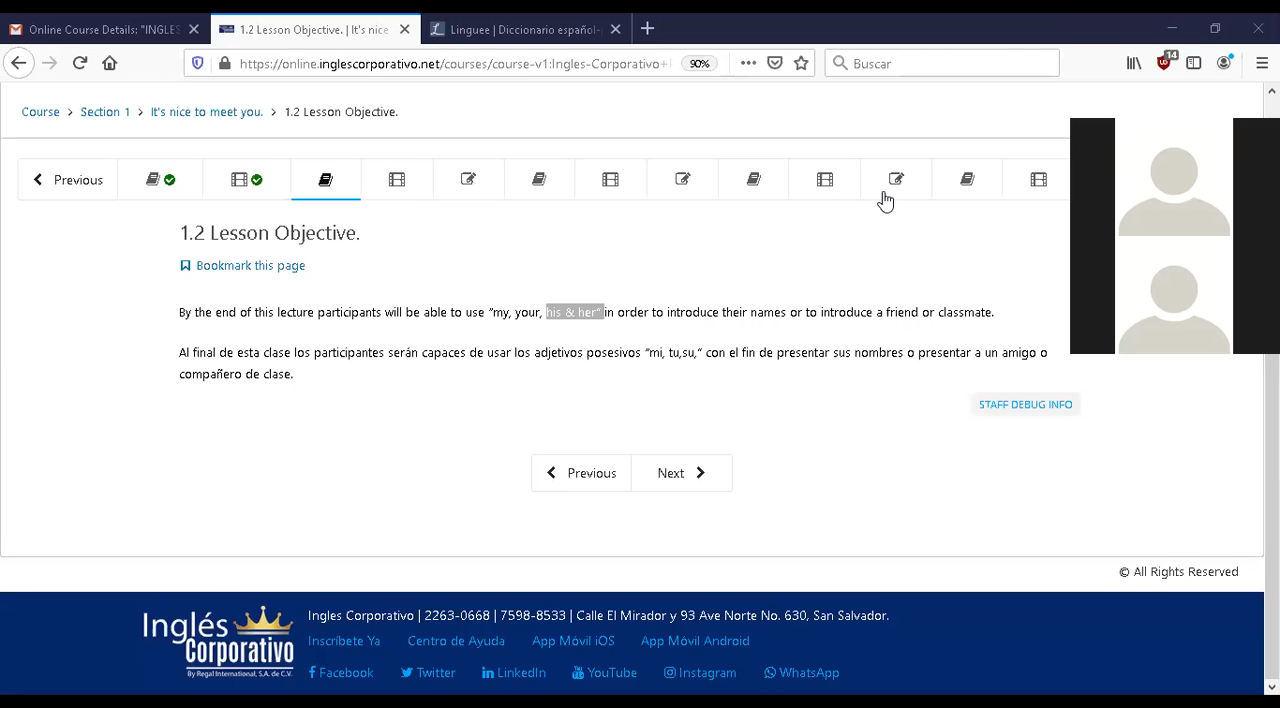 Online Course Details: "INGLES
1.2 Lesson Objective. | It's nice
Linguee | Diccionario español-
https://online.inglescorporativo.net/courses/course-v1:Ingles-Corporativo+
90%
Buscar
14
Course > Section 1 > It's nice to meet you. > 1.2 Lesson Objective.
Previous
1.2 Lesson Objective.
Bookmark this page
By the end of this lecture participants will be able to use "my, your, his & her" in order to introduce their names or to introduce a friend or classmate.
Al final de esta clase los participantes serán capaces de usar los adjetivos posesivos "mi, tu,su," con el fin de presentar sus nombres o presentar a un amigo o
compañero de clase.
STAFF DEBUG INFO
Previous Next
© All Rights Reserved
Inglés Corporativo
By Regal International, S.A. de C.V.
Ingles Corporativo | 2263-0668 | 7598-8533 | Calle El Mirador y 93 Ave Norte No. 630, San Salvador.
Inscríbete Ya Centro de Ayuda App Móvil iOS App Móvil Android
Facebook Twitter LinkedIn YouTube Instagram WhatsApp